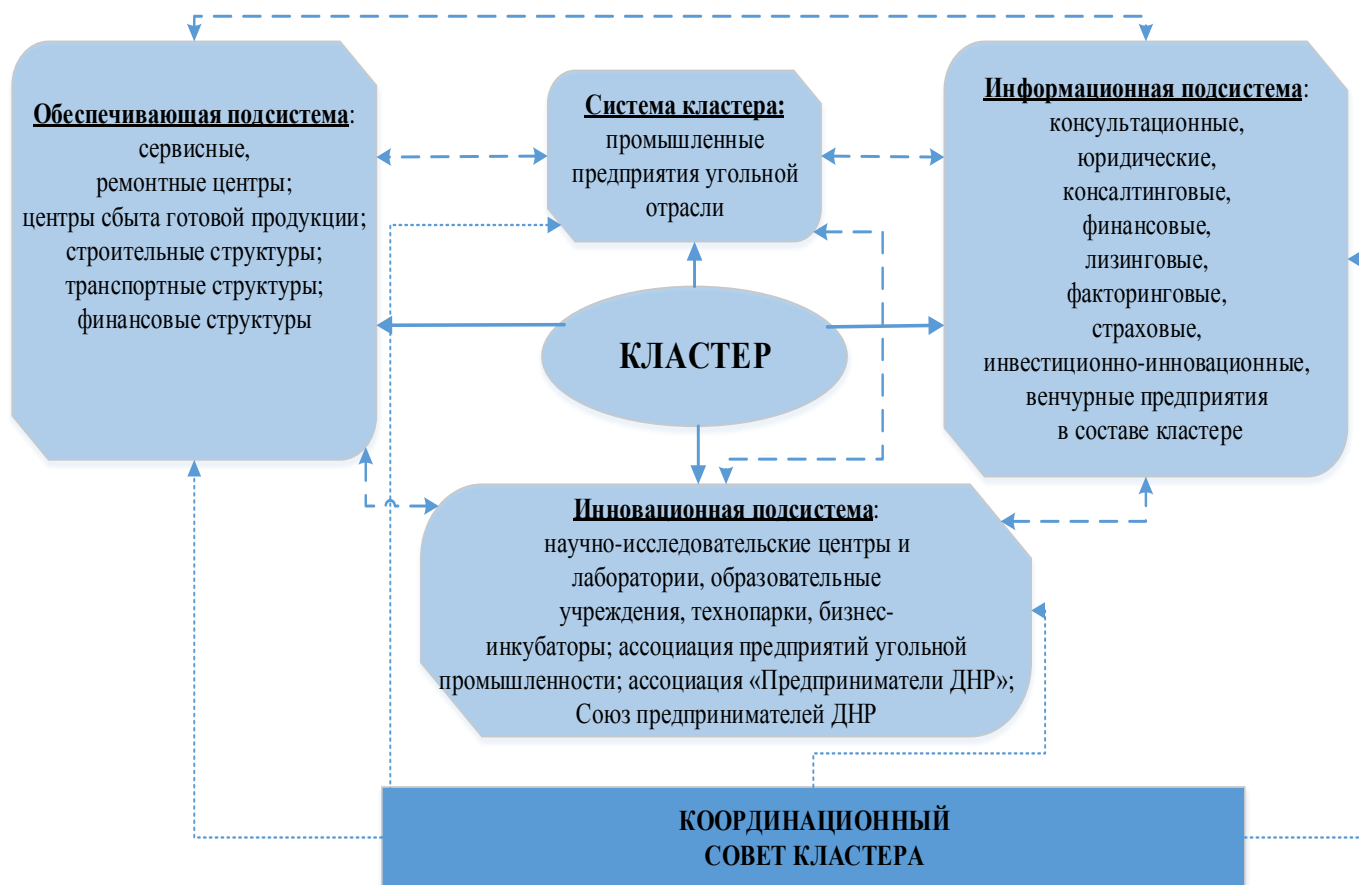 Обеспечивающая подсистема:
сервисные,
ремонтные центры;
центры сбыта готовой продукции;
строительные структуры;
транспортные структуры;
финансовые структуры
Система кластера:
промышленные
предприятия угольной
отрасли
Информационная подсистема:
консультационные,
юридические,
консалтинговые,
финансовые,
лизинговые,
факторинговые,
страховые,
инвестиционно-инновационные,
венчурные предприятия
в составе кластере
КЛАСТЕР
Инновационная подсистема:
научно-исследовательские центры и
лаборатории, образовательные
учреждения, технопарки, бизнес-
инкубаторы; ассоциация предприятий угольной
промышленности; ассоциация «Предприниматели ДНР»;
Союз предпринимателей ДНР
КООРДИНАЦИОННЫЙ
СОВЕТ КЛАСТЕРА